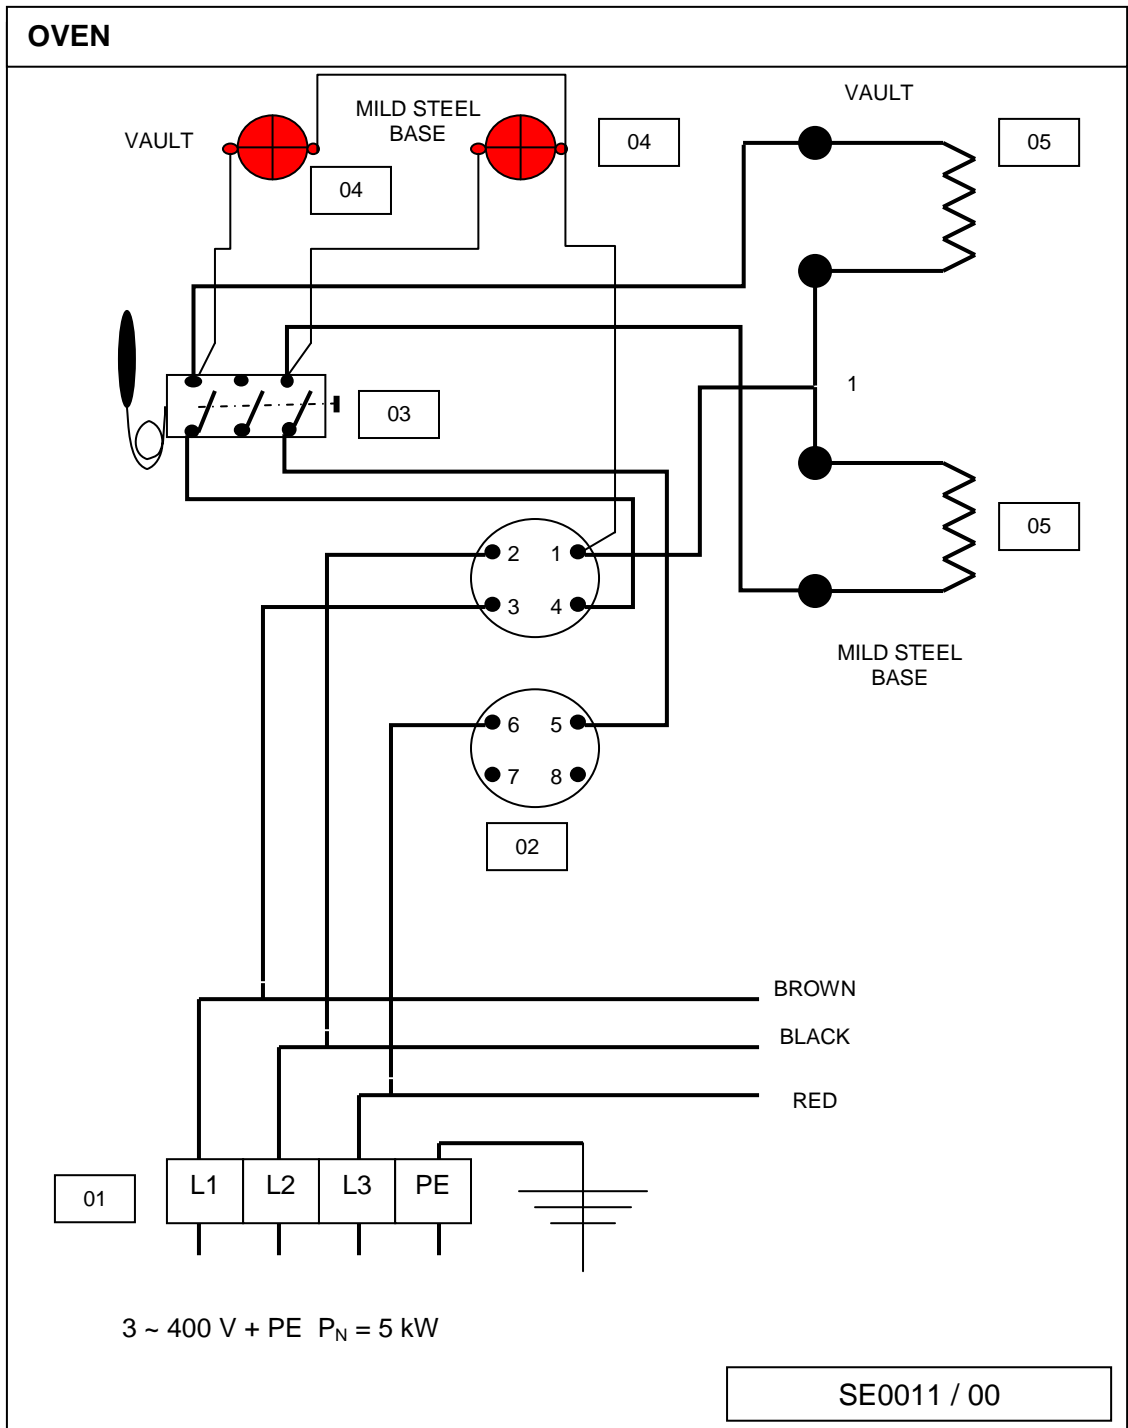 OVEN
VAULT
MILD STEEL
BASE
04
04
VAULT
05
1
03
05
2 1
3 4
MILD STEEL
BASE
6 5
7 8
02
BROWN
BLACK
RED
01
L1 L2 L3 PE
3 ~ 400 V + PE P_N = 5 kW
SE0011 / 00